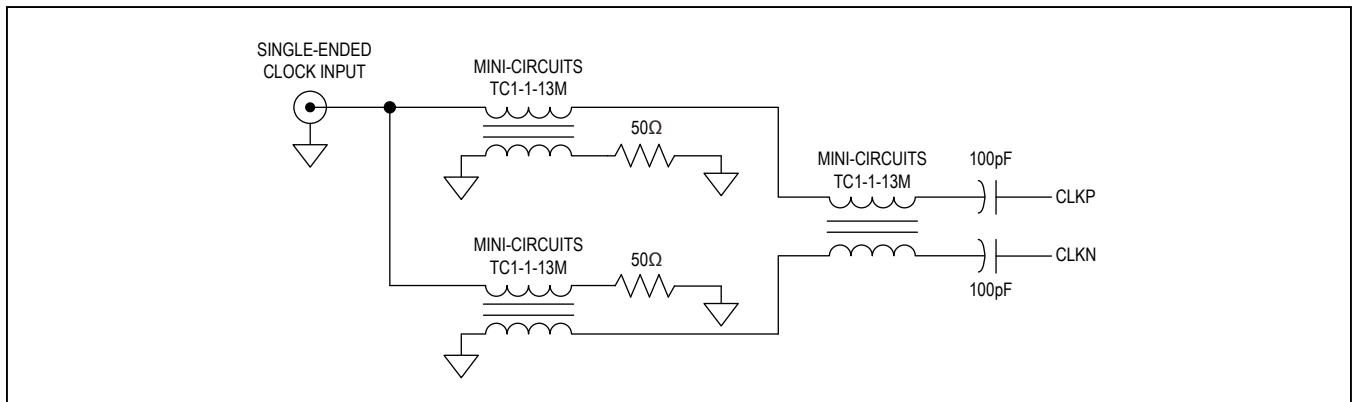 SINGLE-ENDED
CLOCK INPUT
MINI-CIRCUITS
TC1-1-13M
50Ω
MINI-CIRCUITS
TC1-1-13M
100pF
CLKP
MINI-CIRCUITS
TC1-1-13M
50Ω
CLKN
100pF